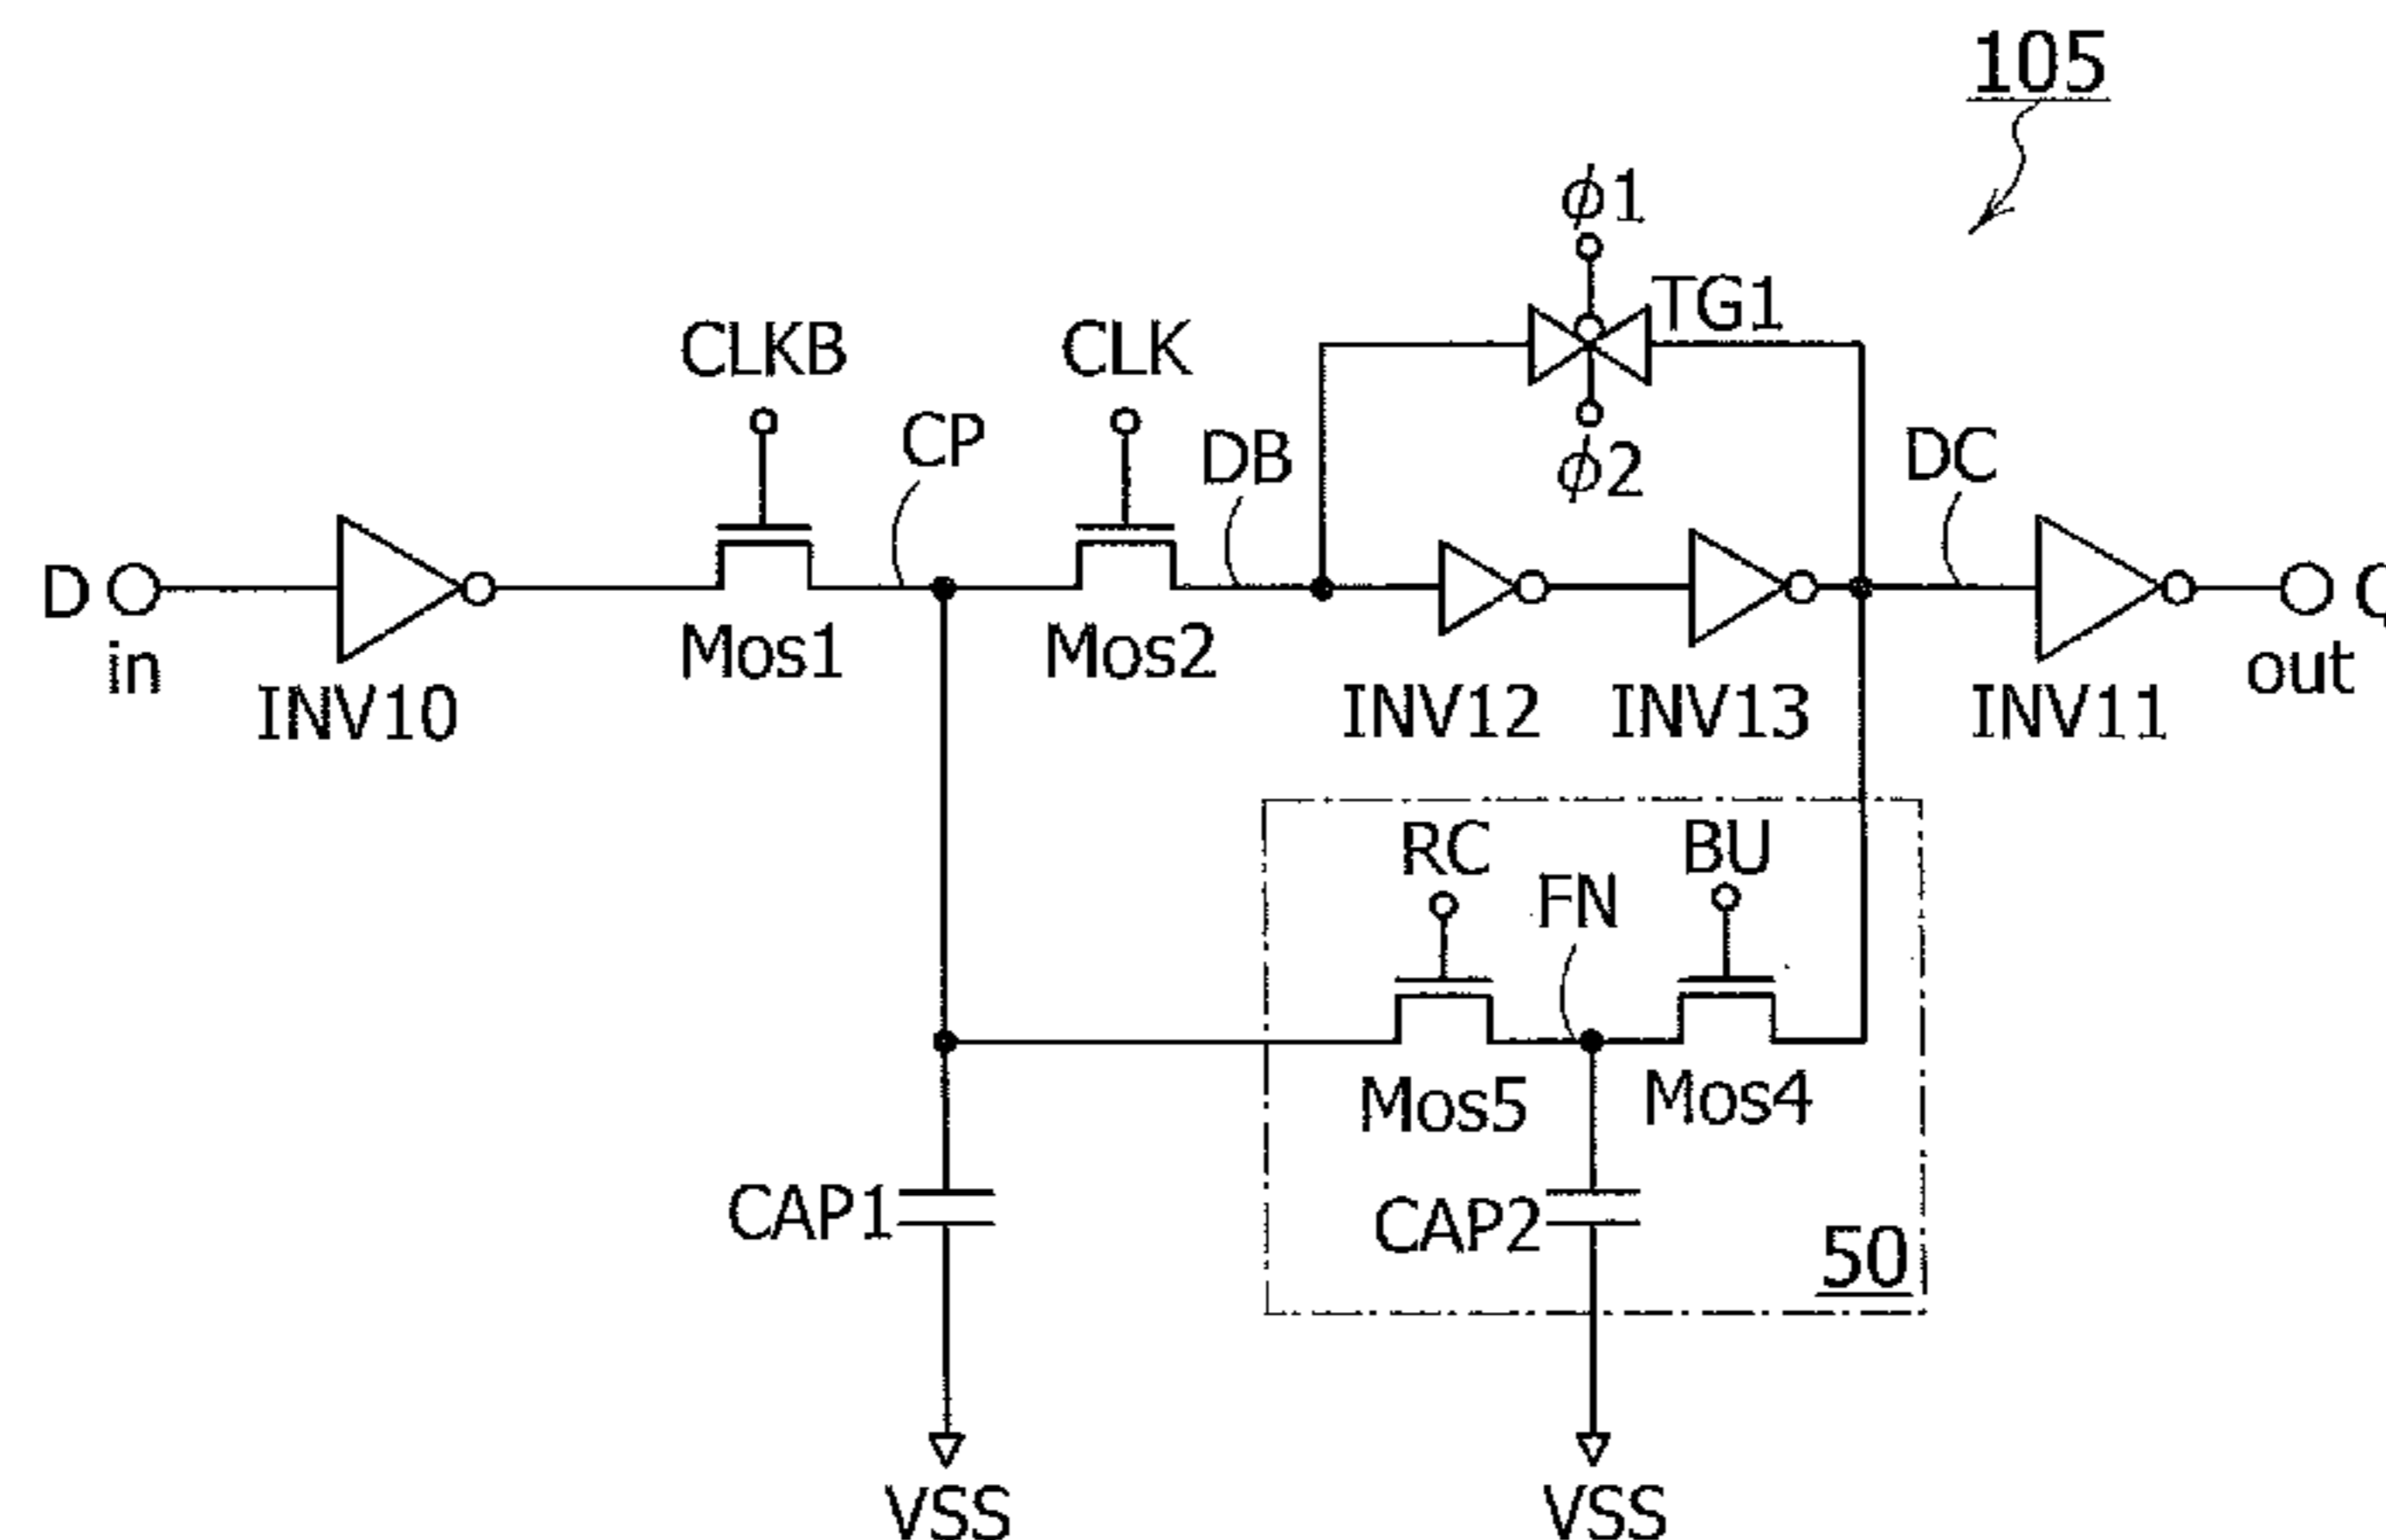 105
φ1
TG1
CLKB
CLK
CP
DB
φ2
DC
D
in
INV10
Mos1
Mos2
INV12
INV13
INV11
out
RC
BU
FN
Mos5
Mos4
CAP1
CAP2
50
VSS
VSS